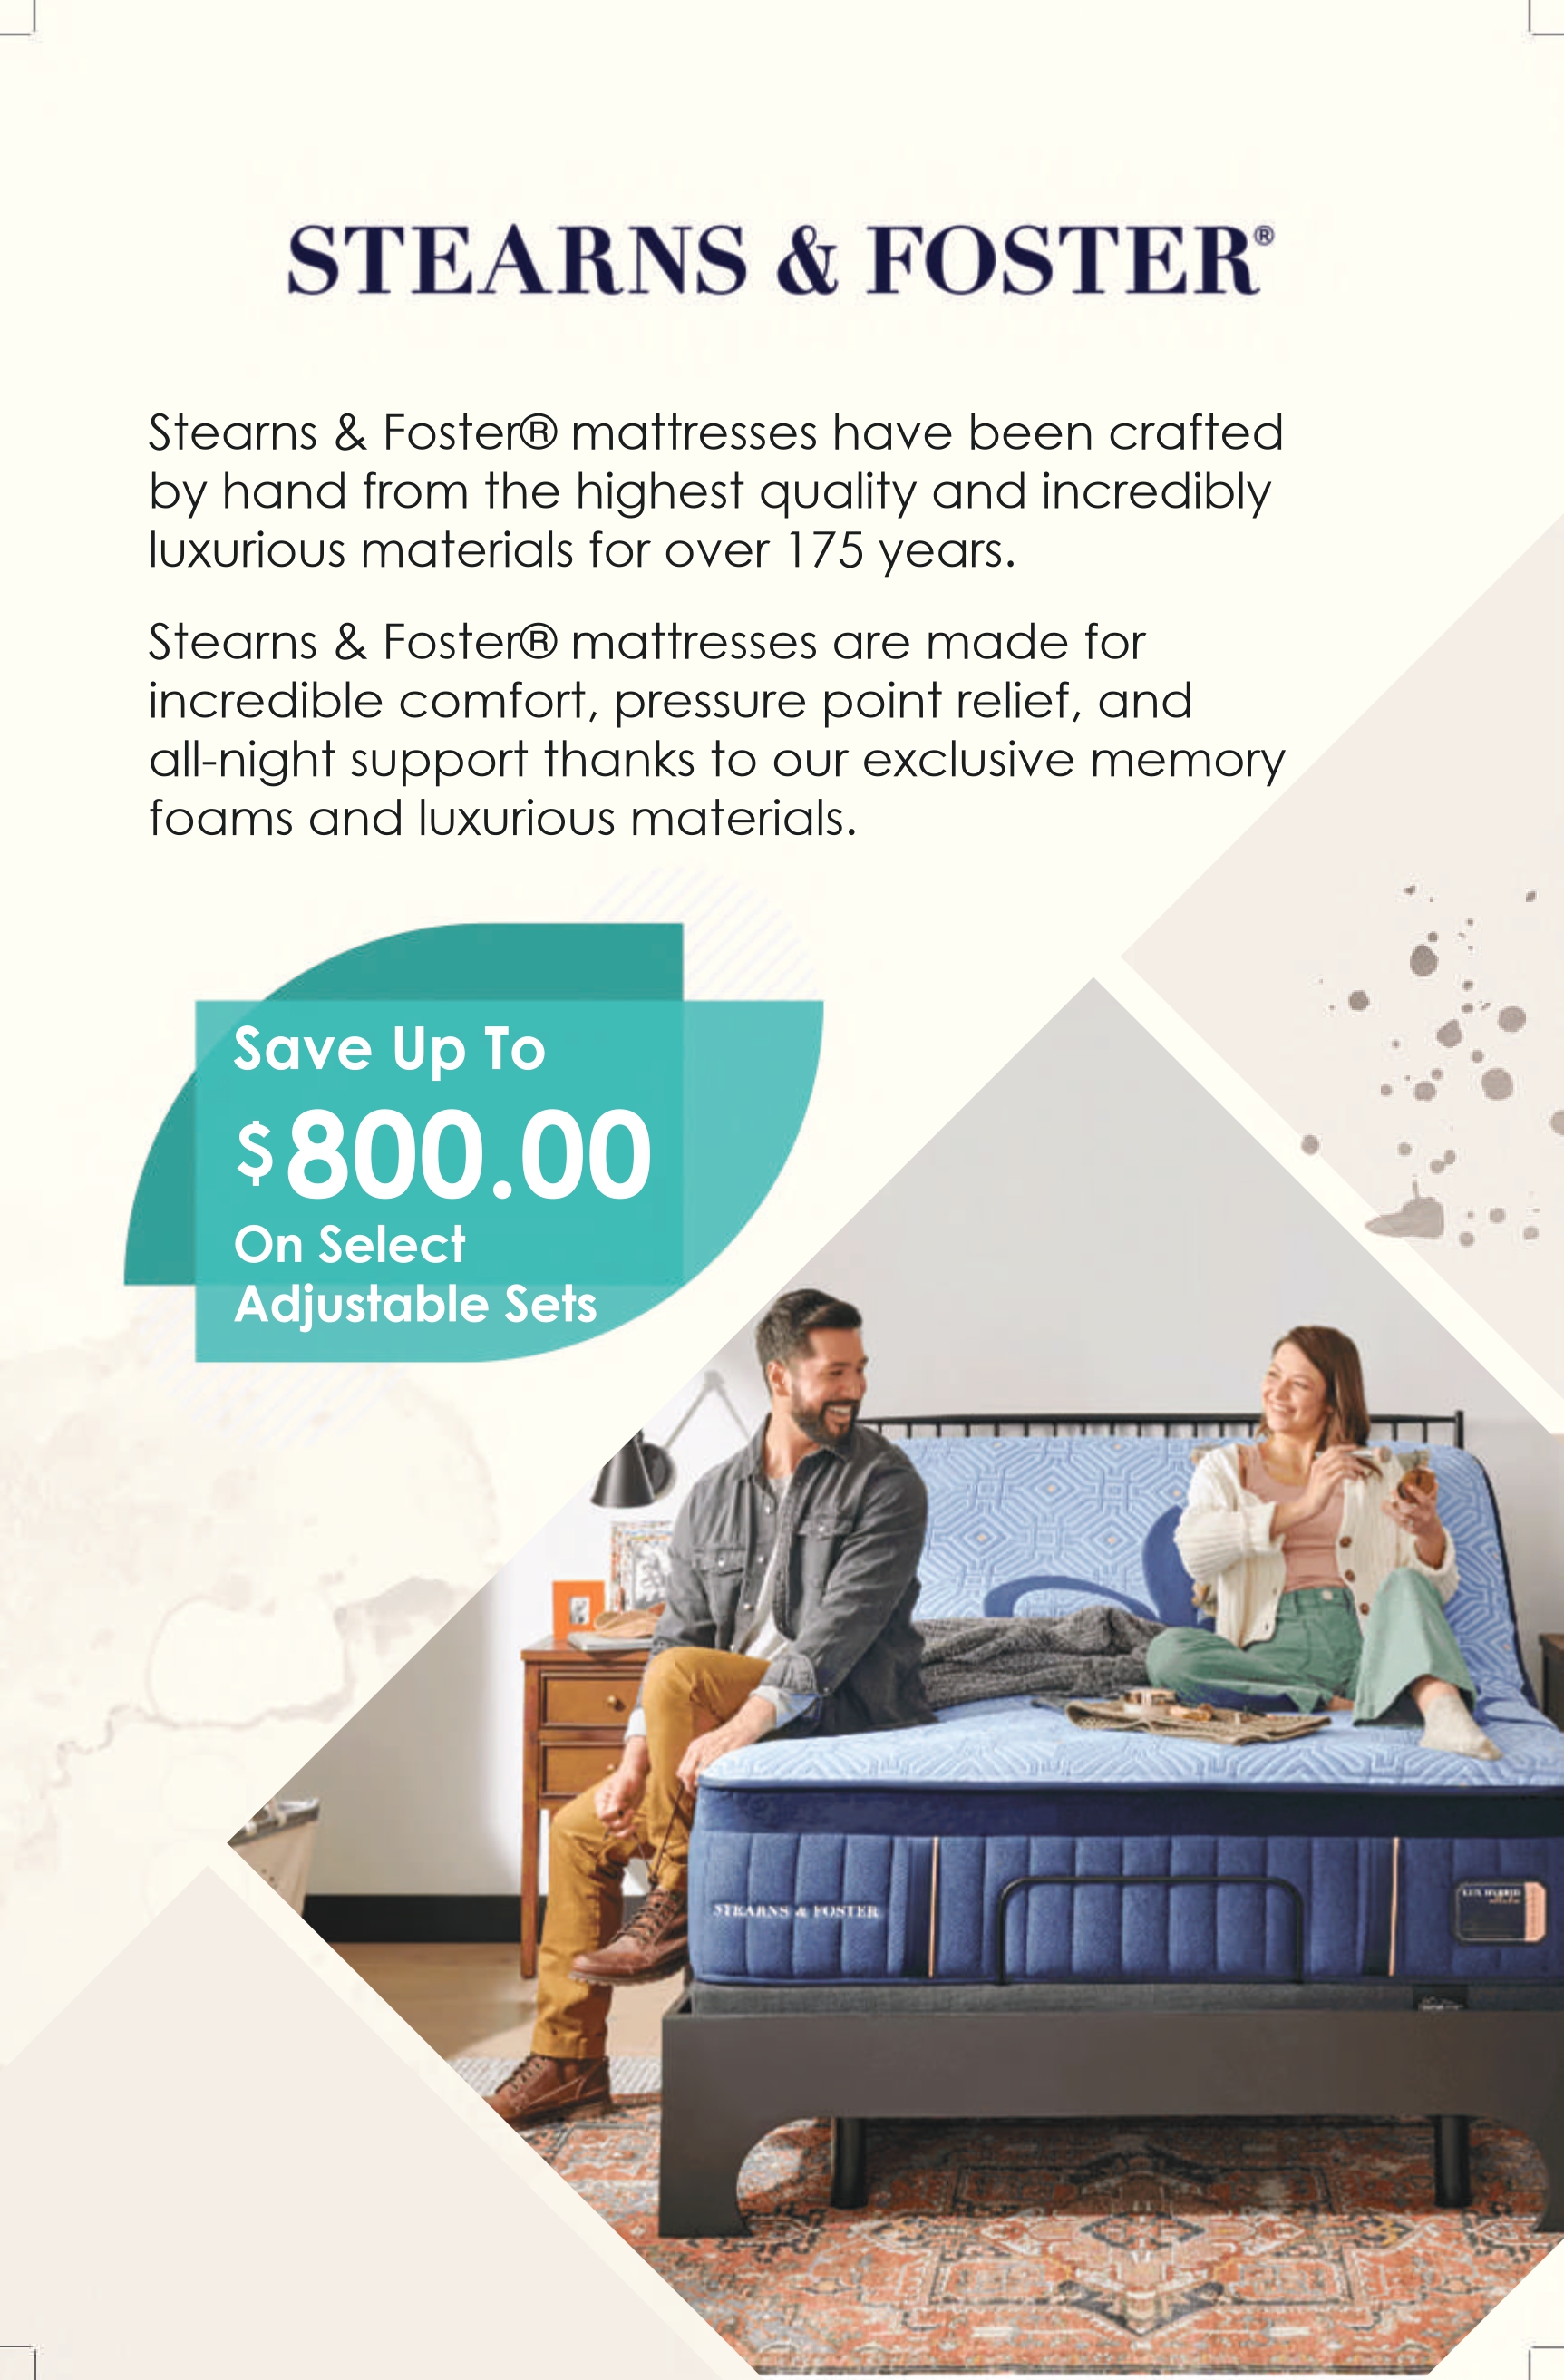 STEARNS & FOSTER®
Stearns & Foster® mattresses have been crafted
by hand from the highest quality and incredibly
luxurious materials for over 175 years.
Stearns & Foster® mattresses are made for
incredible comfort, pressure point relief, and
all-night support thanks to our exclusive memory
foams and luxurious materials.
Save Up To
$800.00
On Select
Adjustable Sets
STEARNS & FOSTER
LUX HYBRID